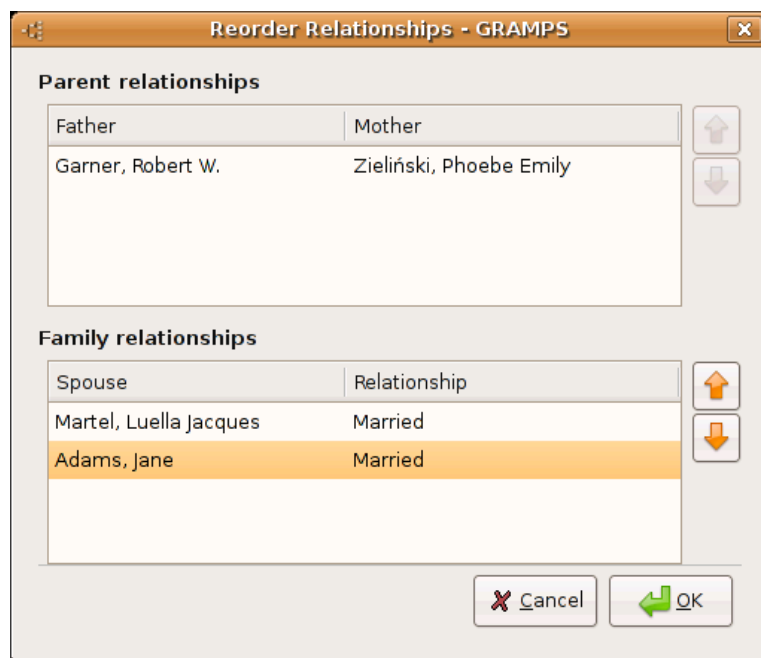 Reorder Relationships - GRAMPS
Parent relationships
Father Mother
Garner, Robert W. Zieliński, Phoebe Emily
Family relationships
Spouse Relationship
Martel, Luella Jacques Married
Adams, Jane Married
Cancel OK